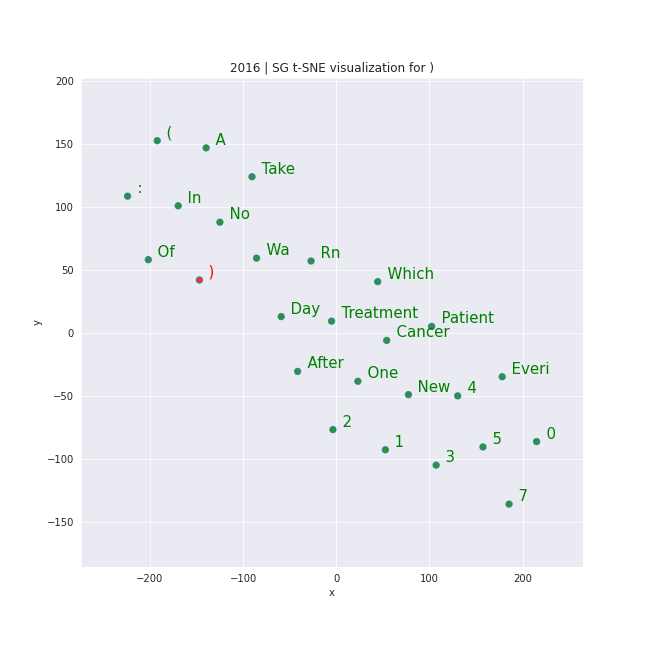 2016 | SG t-SNE visualization for )
200
150
100
50
0
−50
−100
−150
y
(
A
Take
:
In
No
Of
Wa
Rn
)
Which
Day
Treatment
Patient
Cancer
After
One
Everi
New
4
2
1
5
0
3
7
−200
−100
0
100
200
x